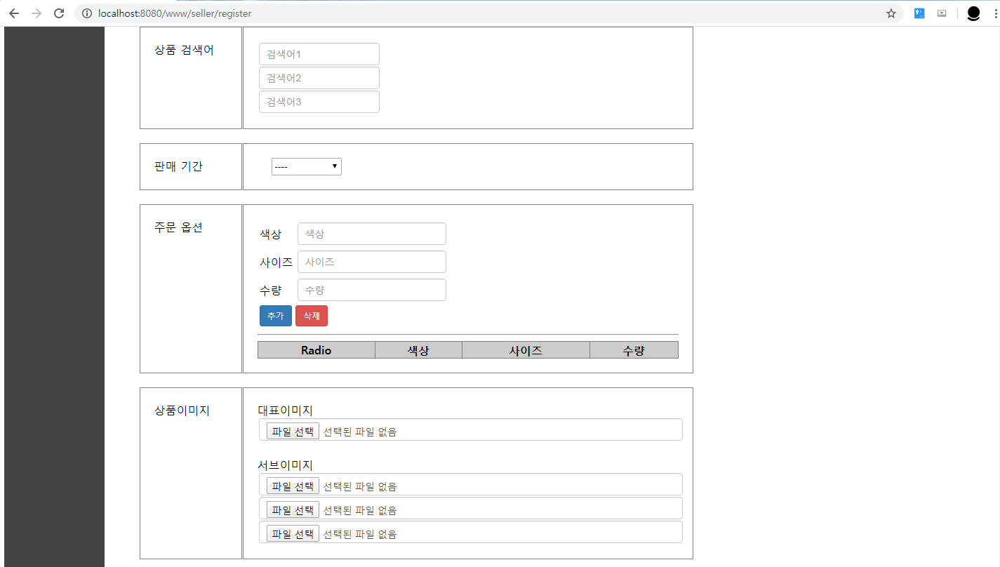 localhost:8080/www/seller/register
상품 검색어
검색어1
검색어2
검색어3
판매 기간
----
주문 옵션
색상 색상
사이즈 사이즈
수량 수량
추가 삭제
Radio 색상 사이즈 수량
상품이미지
대표이미지
파일 선택 선택된 파일 없음
서브이미지
파일 선택 선택된 파일 없음
파일 선택 선택된 파일 없음
파일 선택 선택된 파일 없음